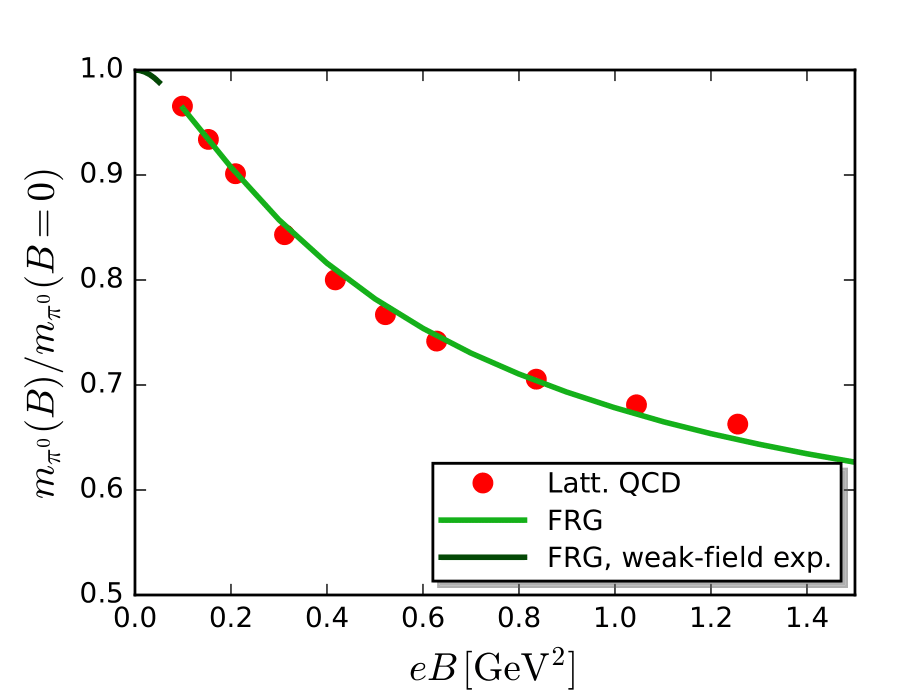 1.0
0.9
0.8
0.7
0.6
0.5
m_{π^0}(B)/m_{π^0}(B=0)
Latt. QCD
FRG
FRG, weak-field exp.
0.0 0.2 0.4 0.6 0.8 1.0 1.2 1.4
eB[GeV²]